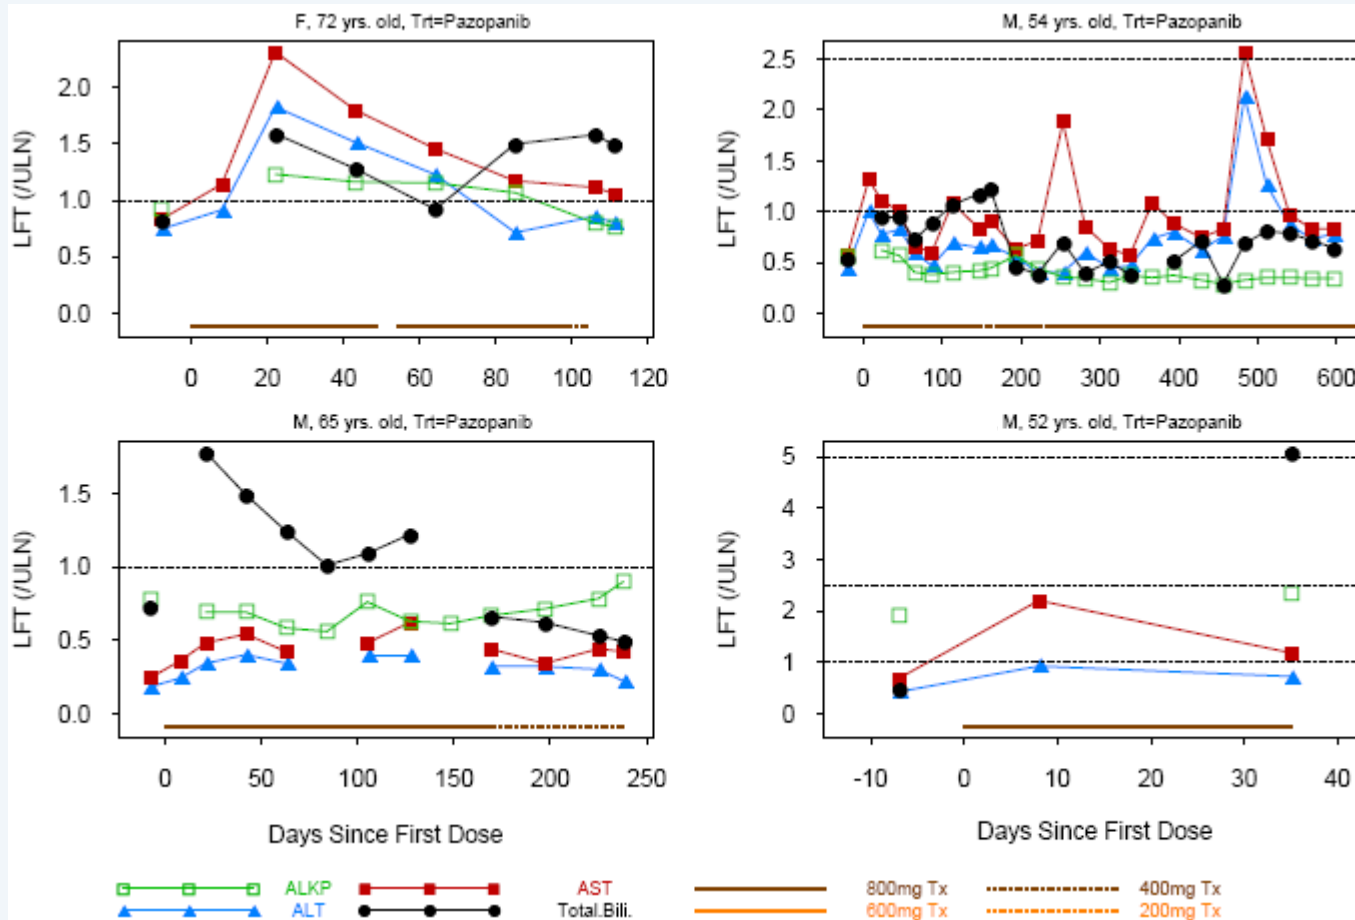 F, 72 yrs. old, Trt=Pazopanib
M, 54 yrs. old, Trt=Pazopanib
LFT (/ULN)
2.0
1.5
1.0
0.5
0.0
0 20 40 60 80 100 120
LFT (/ULN)
2.5
2.0
1.5
1.0
0.5
0.0
0 100 200 300 400 500 600
M, 65 yrs. old, Trt=Pazopanib
M, 52 yrs. old, Trt=Pazopanib
LFT (/ULN)
1.5
1.0
0.5
0.0
0 50 100 150 200 250
Days Since First Dose
LFT (/ULN)
5
4
3
2
1
0
-10 0 10 20 30 40
Days Since First Dose
ALKP AST 800mg Tx 400mg Tx
ALT Total.Bili. 600mg Tx 200mg Tx